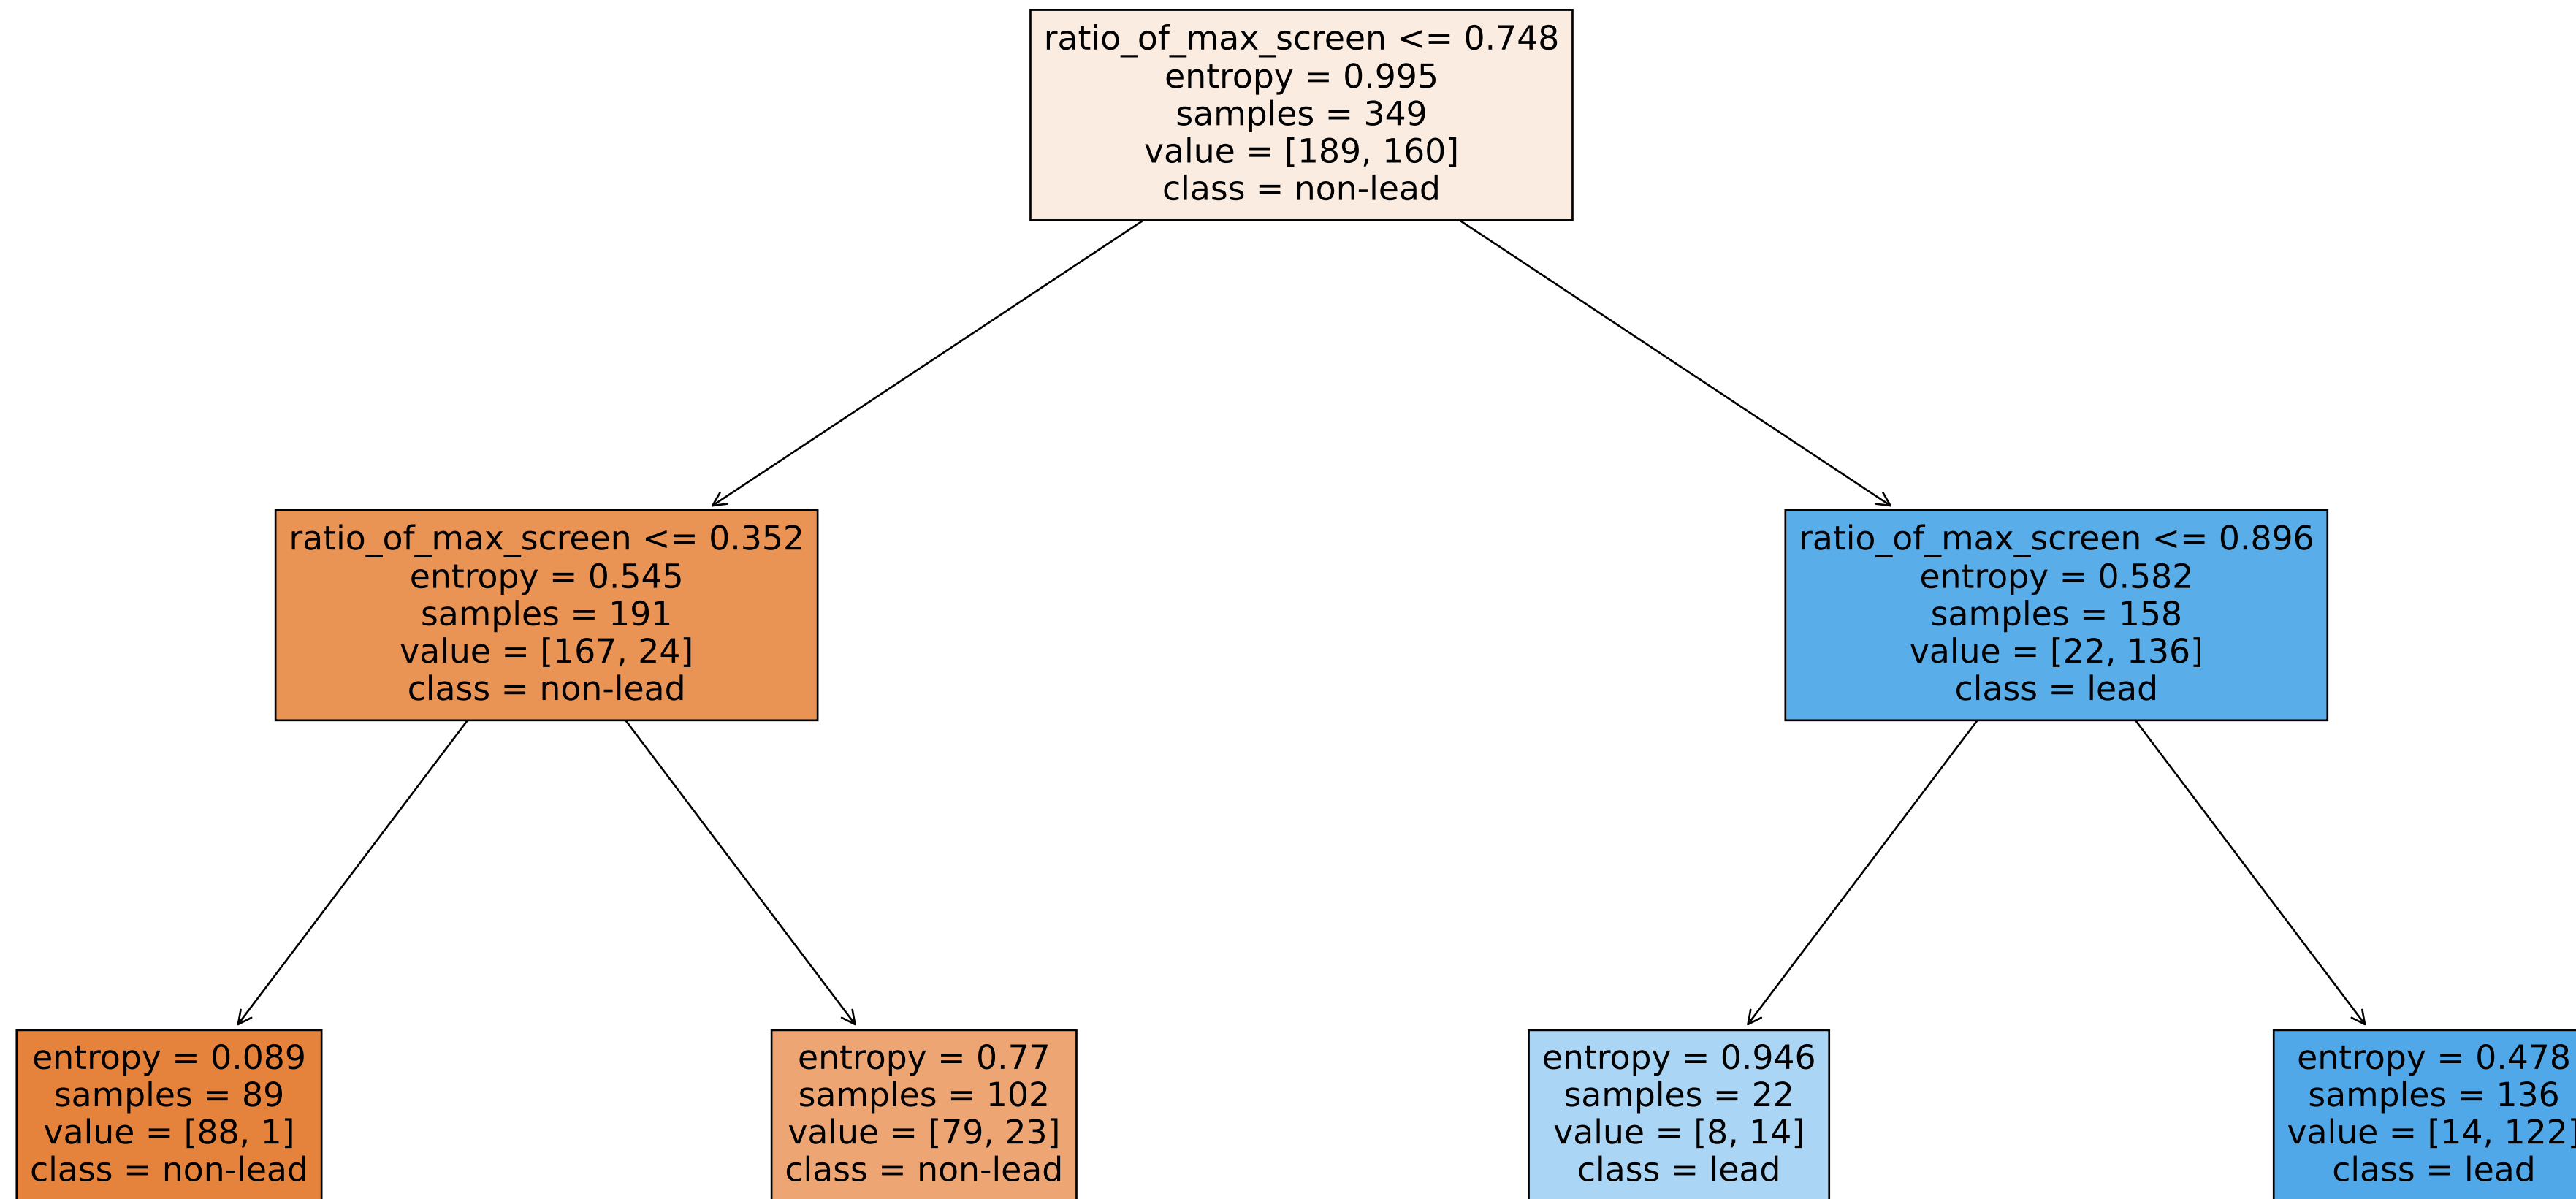 ratio_of_max_screen <= 0.748
entropy = 0.995
samples = 349
value = [189, 160]
class = non-lead
ratio_of_max_screen <= 0.352
entropy = 0.545
samples = 191
value = [167, 24]
class = non-lead
ratio_of_max_screen <= 0.896
entropy = 0.582
samples = 158
value = [22, 136]
class = lead
entropy = 0.089
samples = 89
value = [88, 1]
class = non-lead
entropy = 0.77
samples = 102
value = [79, 23]
class = non-lead
entropy = 0.946
samples = 22
value = [8, 14]
class = lead
entropy = 0.478
samples = 136
value = [14, 122]
class = lead